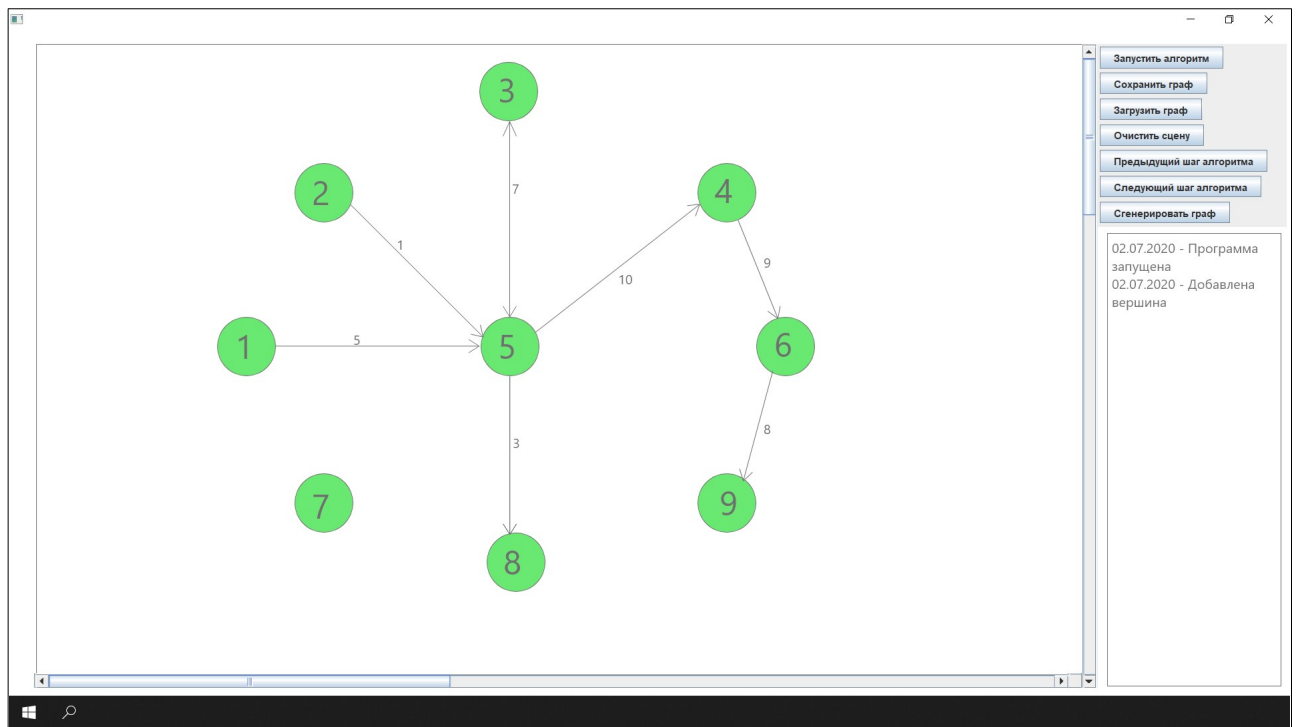 3
2
7
4
1
10
9
1
5
5
6
3
8
7
9
8
Запустить алгоритм
Сохранить граф
Загрузить граф
Очистить сцену
Предыдущий шаг алгоритма
Следующий шаг алгоритма
Сгенерировать граф
02.07.2020 - Программа
запущена
02.07.2020 - Добавлена
вершина